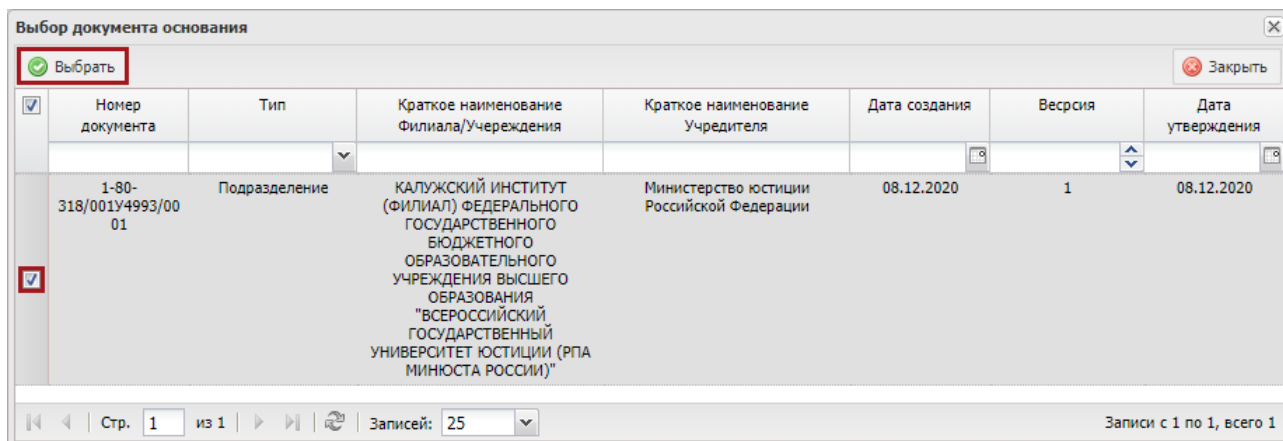 Выбор документа основания
Выбрать
Закрыть
Номер документа
Тип
Краткое наименование Филиала/Учереждения
Краткое наименование Учредителя
Дата создания
Весрсия
Дата утверждения
1-80-
318/001У4993/00
01
Подразделение
КАЛУЖСКИЙ ИНСТИТУТ
(ФИЛИАЛ) ФЕДЕРАЛЬНОГО
ГОСУДАРСТВЕННОГО
БЮДЖЕТНОГО
ОБРАЗОВАТЕЛЬНОГО
УЧРЕЖДЕНИЯ ВЫСШЕГО
ОБРАЗОВАНИЯ
"ВСЕРОССИЙСКИЙ
ГОСУДАРСТВЕННЫЙ
УНИВЕРСИТЕТ ЮСТИЦИИ (РПА
МИНЮСТА РОССИИ)"
Министерство юстиции
Российской Федерации
08.12.2020
1
08.12.2020
Стр. 1 из 1 Записей: 25 Записи с 1 по 1, всего 1